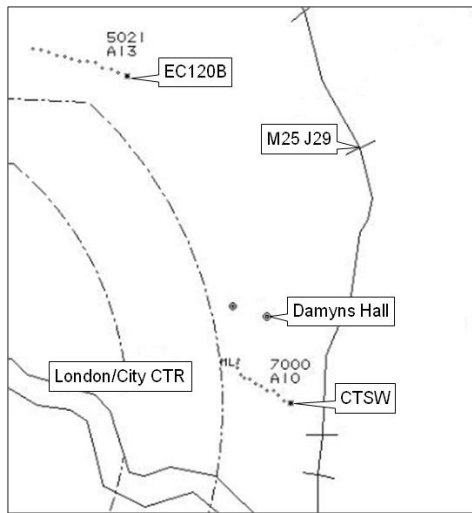 5021
A13
EC120B
M25 J29
Damyns Hall
7000
A10
London/City CTR
CTSW